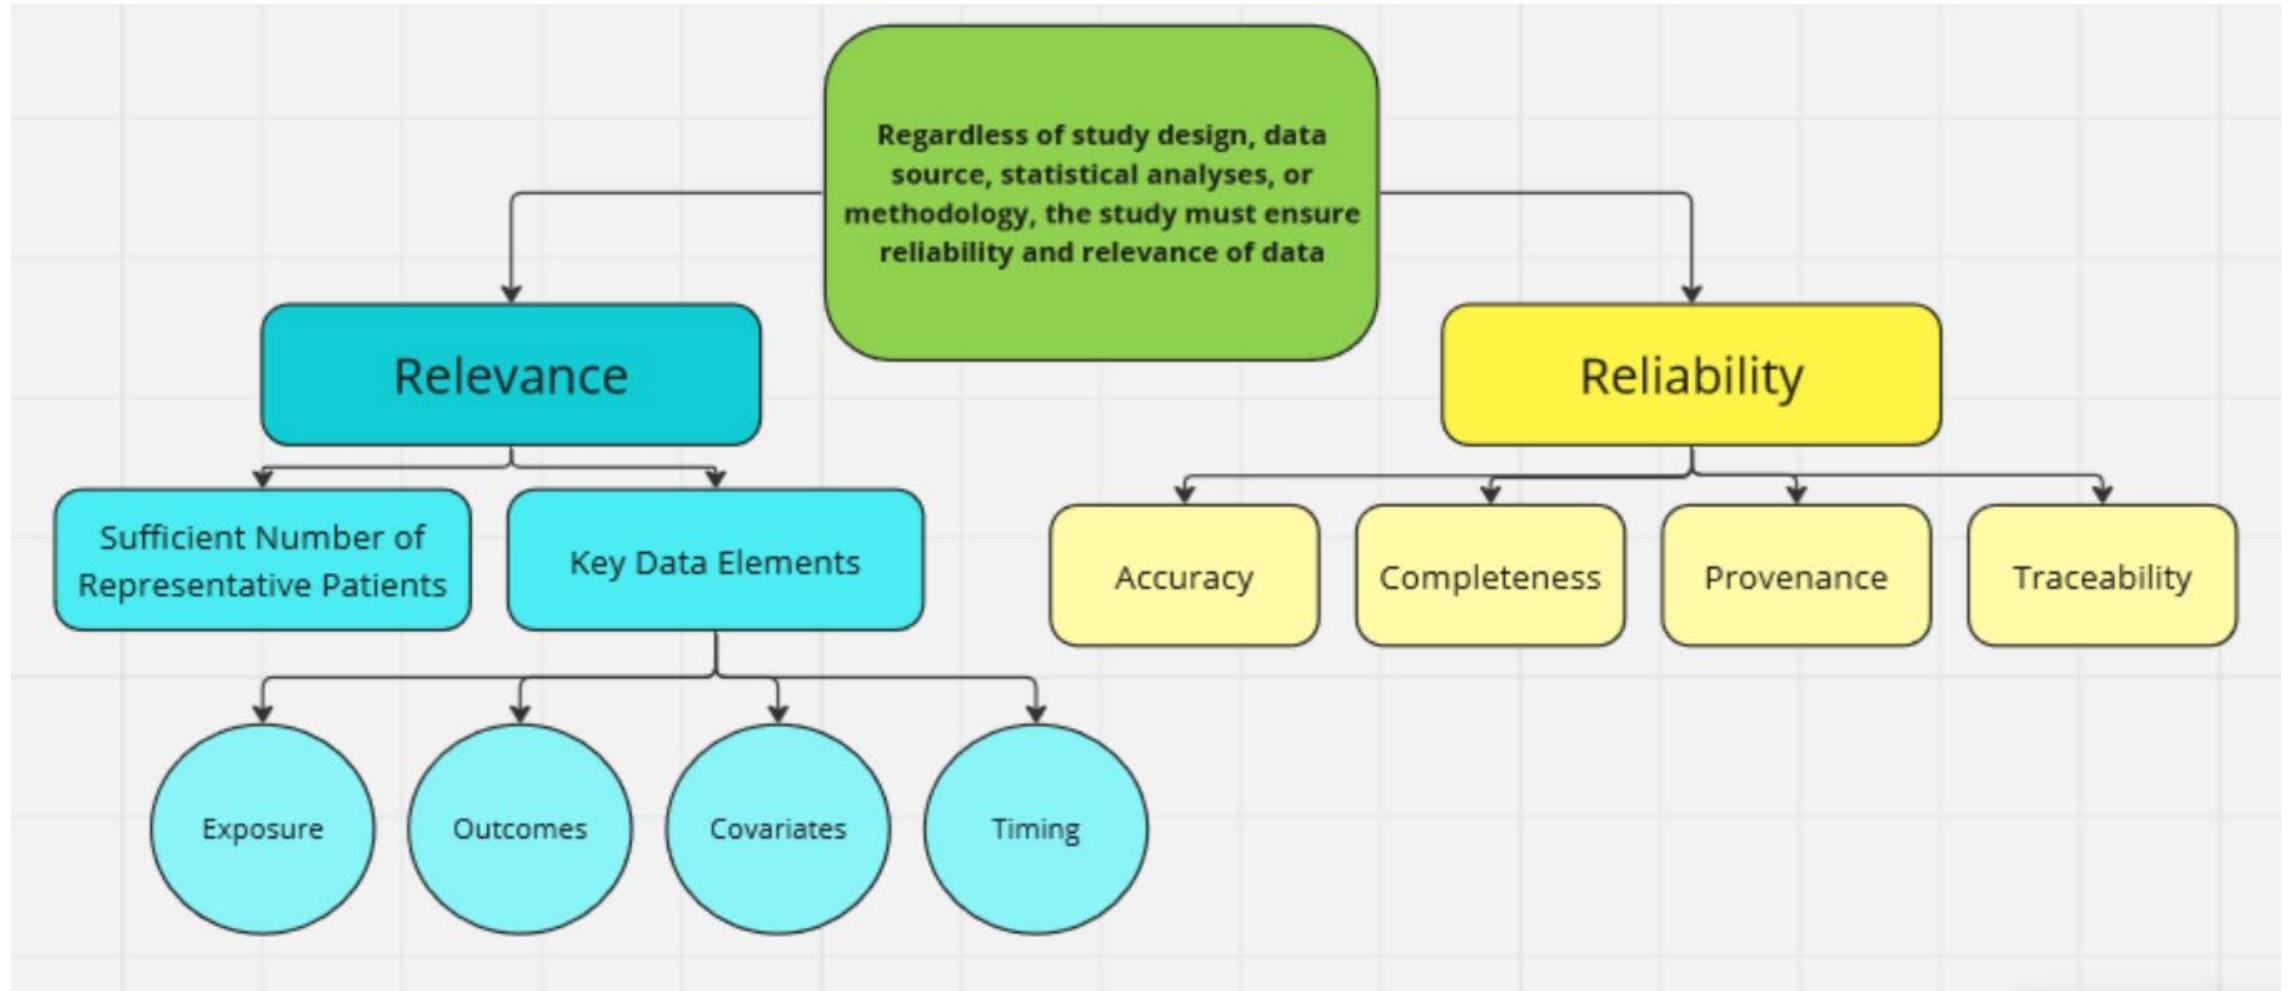 Regardless of study design, data
source, statistical analyses, or
methodology, the study must ensure
reliability and relevance of data
Relevance
Reliability
Sufficient Number of
Representative Patients
Key Data Elements
Accuracy
Completeness
Provenance
Traceability
Exposure
Outcomes
Covariates
Timing